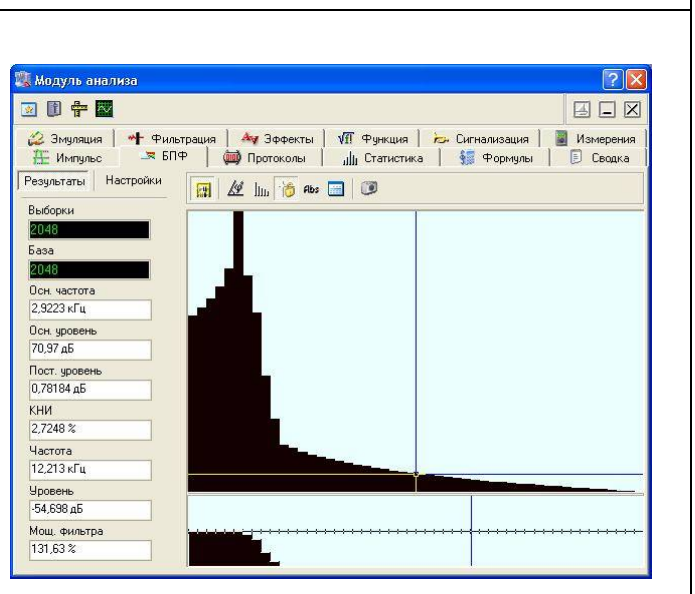 Модуль анализа
Эмуляция Фильтрация Эффекты Функция Сигнализация Измерения
Импульс БПФ Протоколы Статистика Формулы Сводка
Результаты Настройки
Abs
Выборки
2048
База
2048
Осн. частота
2,9223 кГц
Осн. уровень
70,97 дБ
Пост. уровень
0,78184 дБ
КНИ
2,7248 %
Частота
12,213 кГц
Уровень
-54,698 дБ
Мощ. фильтра
131,63 %